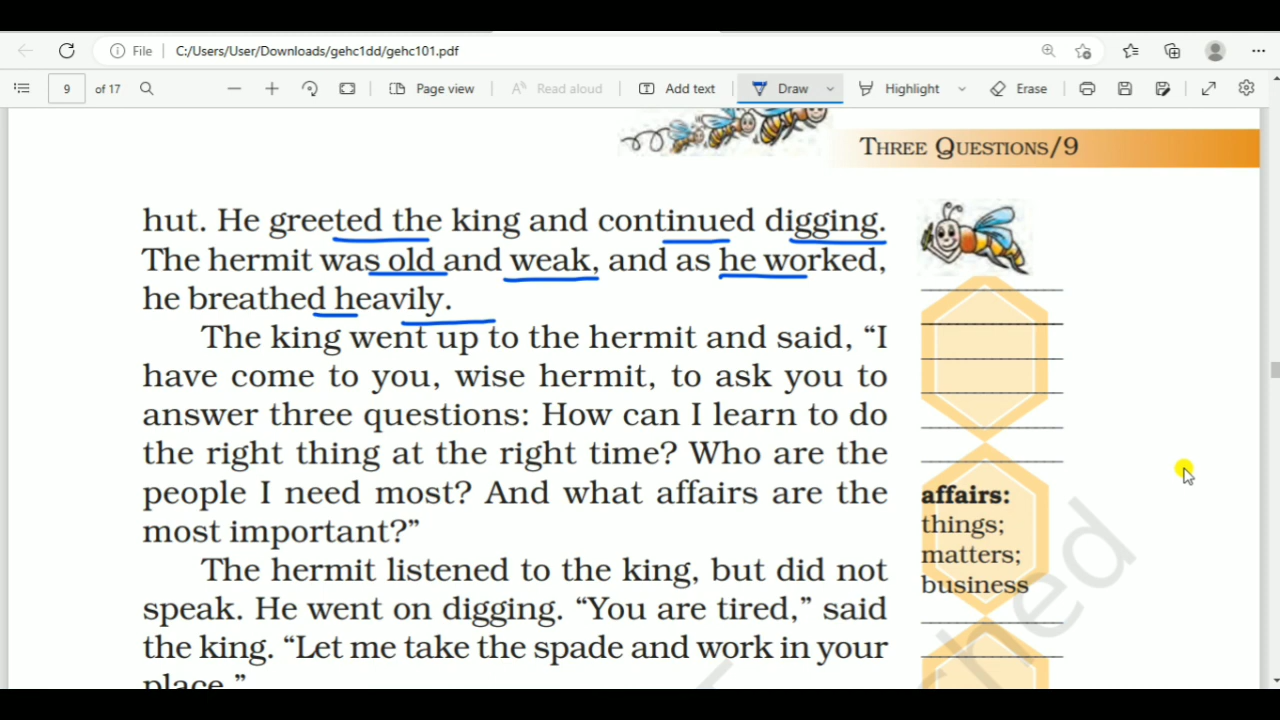 File
C:/Users/User/Downloads/gehc1dd/gehc101.pdf
9 of 17
Page view
Read aloud
Add text
Draw
Highlight
Erase
THREE QUESTIONS/9
hut. He greeted the king and continued digging.
The hermit was old and weak, and as he worked,
he breathed heavily.
The king went up to the hermit and said, “I
have come to you, wise hermit, to ask you to
answer three questions: How can I learn to do
the right thing at the right time? Who are the
people I need most? And what affairs are the
most important?”
The hermit listened to the king, but did not
speak. He went on digging. “You are tired,” said
the king. “Let me take the spade and work in your
place.”
affairs:
things;
matters;
business